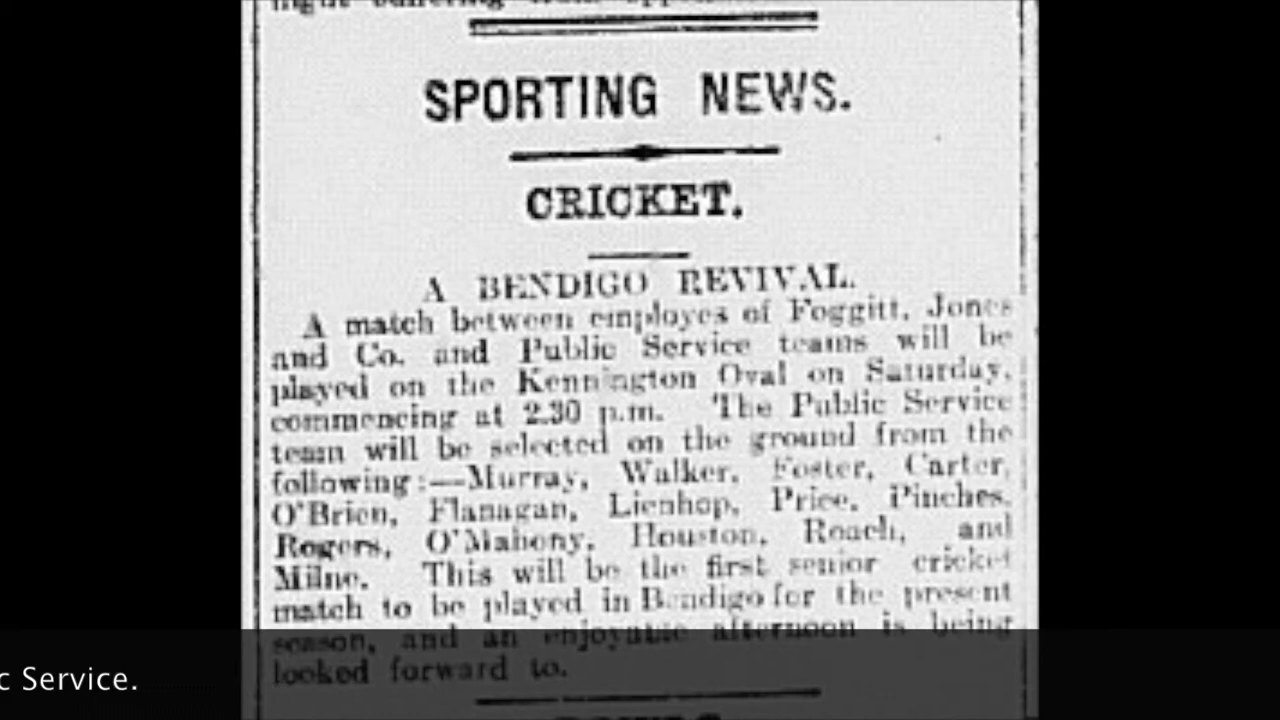 SPORTING NEWS.
CRICKET.
A BENDIGO REVIVAL.
A match between employes of Foggitt, Jones
and Co. and Public Service teams will be
played on the Kennington Oval on Saturday,
commencing at 2.30 p.m. The Public Service
team will be selected on the ground from the
following:—Murray, Walker, Foster, Carter,
O'Brien, Flanagan, Lienhop, Price, Pinches,
Rogers, O'Mahony, Houston, Roach, and
Milne. This will be the first senior cricket
match to be played in Bendigo for the present
season, and an enjoyable afternoon is being
looked forward to.
c Service.